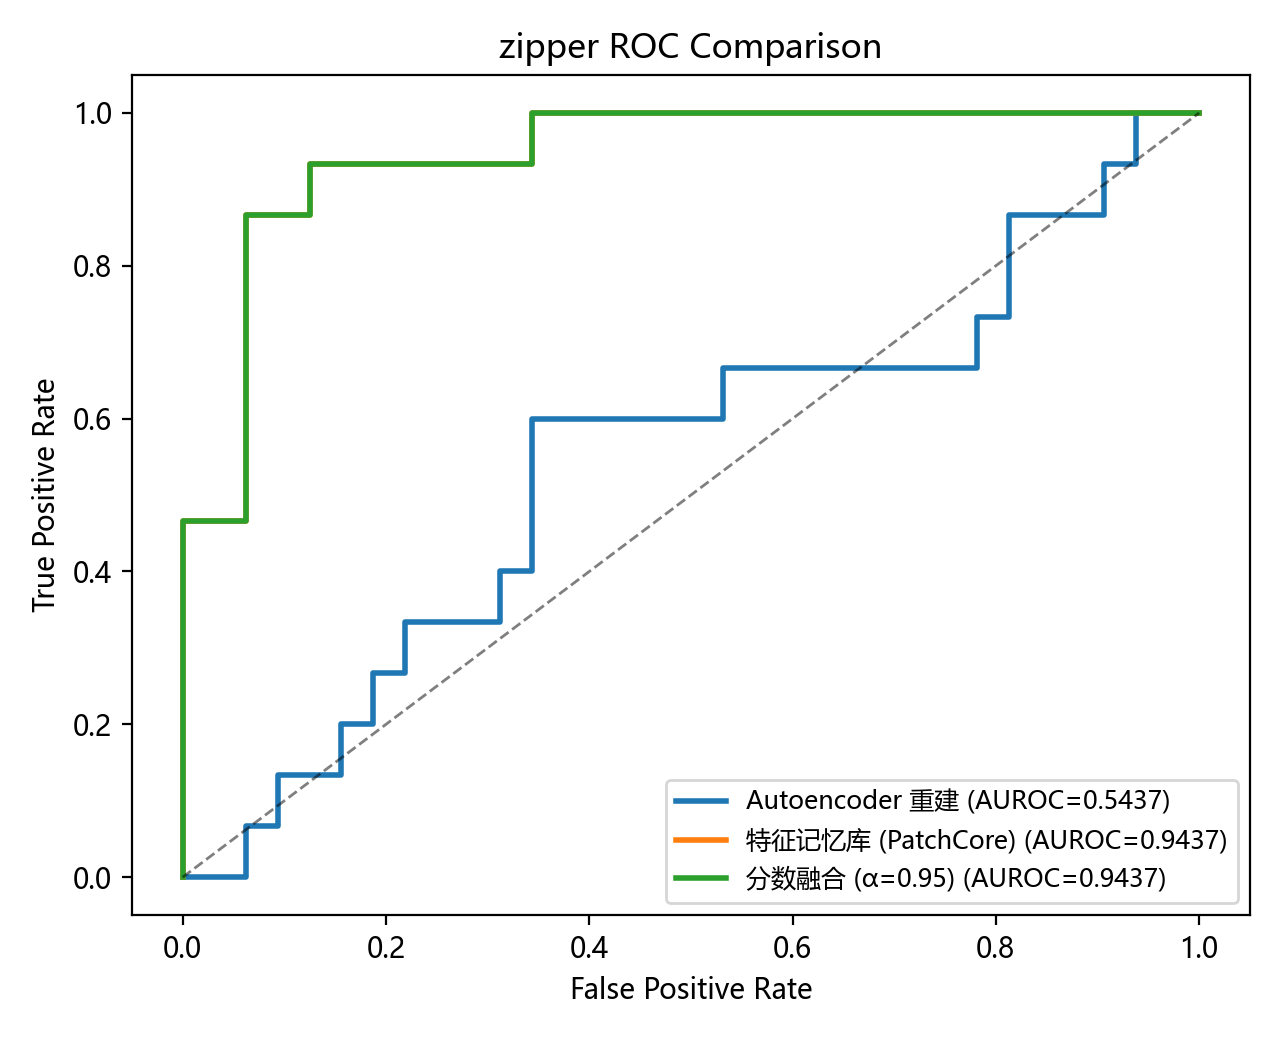 zipper ROC Comparison
True Positive Rate
1.0
0.8
0.6
0.4
0.2
0.0
Autoencoder 重建 (AUROC=0.5437)
特征记忆库 (PatchCore) (AUROC=0.9437)
分数融合 (α=0.95) (AUROC=0.9437)
0.0 0.2 0.4 0.6 0.8 1.0
False Positive Rate